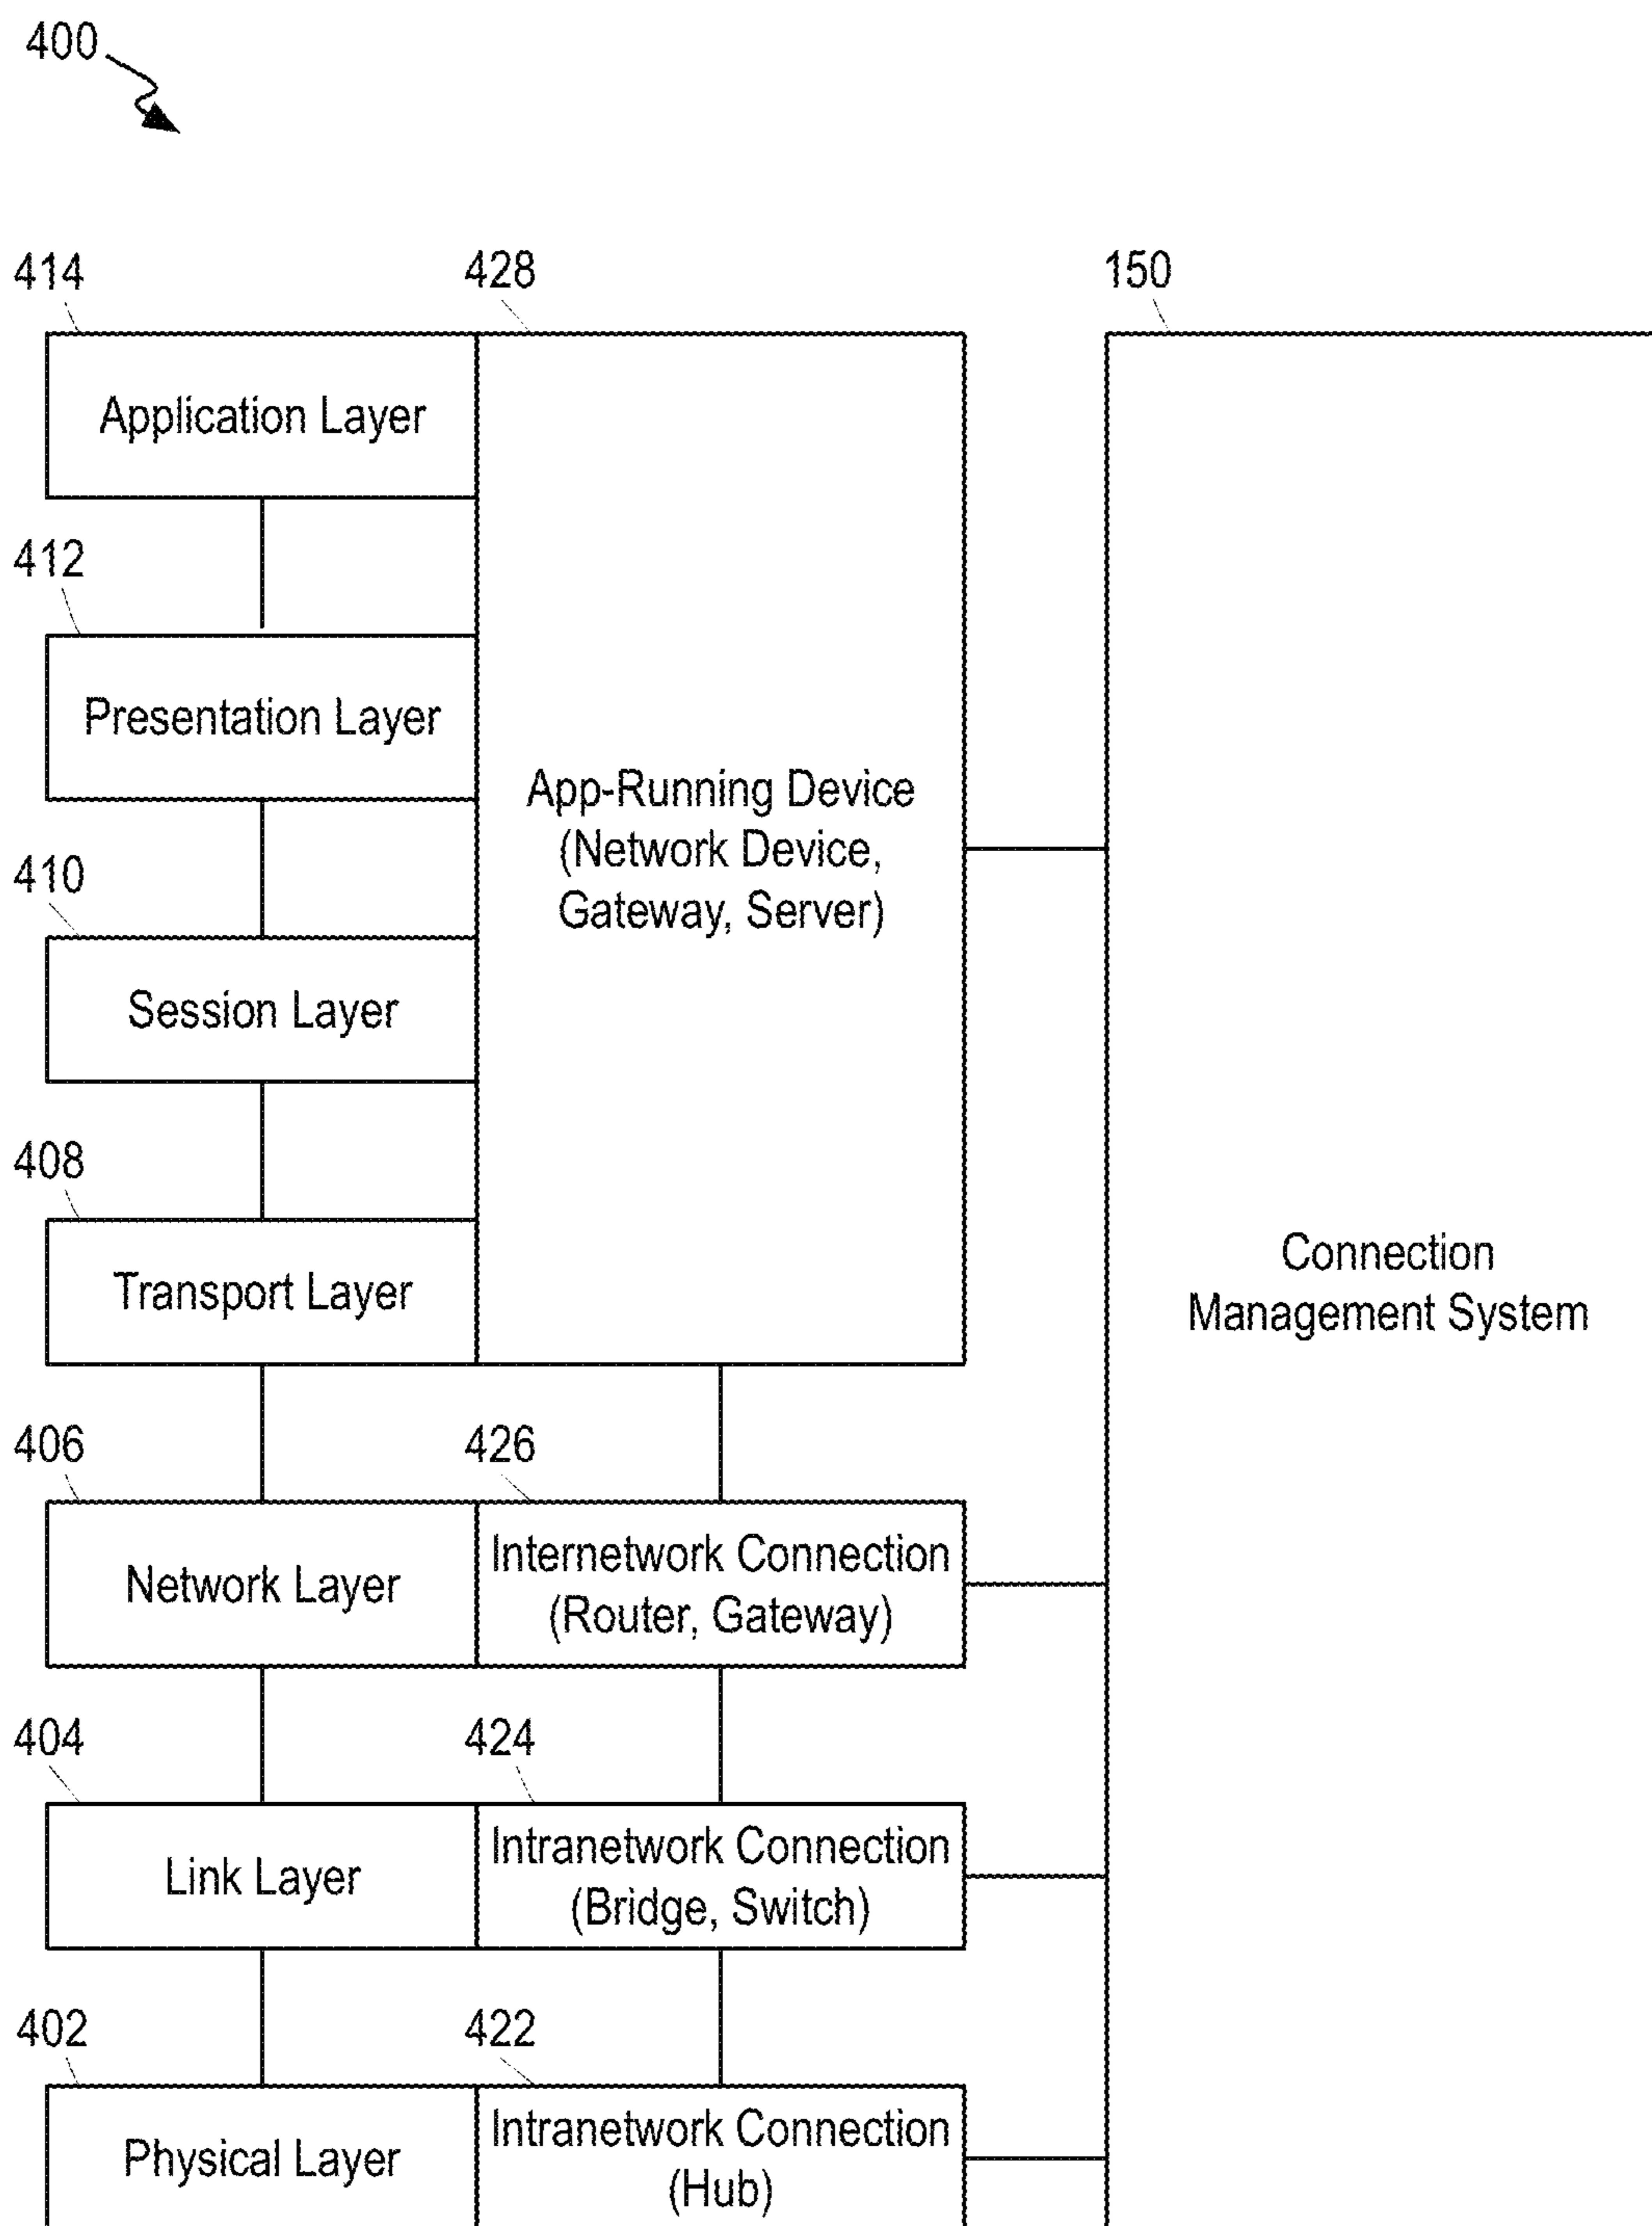 400
414
428
150
Application Layer
412
Presentation Layer
App-Running Device
(Network Device,
Gateway, Server)
410
Session Layer
408
Transport Layer
Connection
Management System
406
426
Network Layer
Internetwork Connection
(Router, Gateway)
404
424
Link Layer
Intranetwork Connection
(Bridge, Switch)
402
422
Physical Layer
Intranetwork Connection
(Hub)